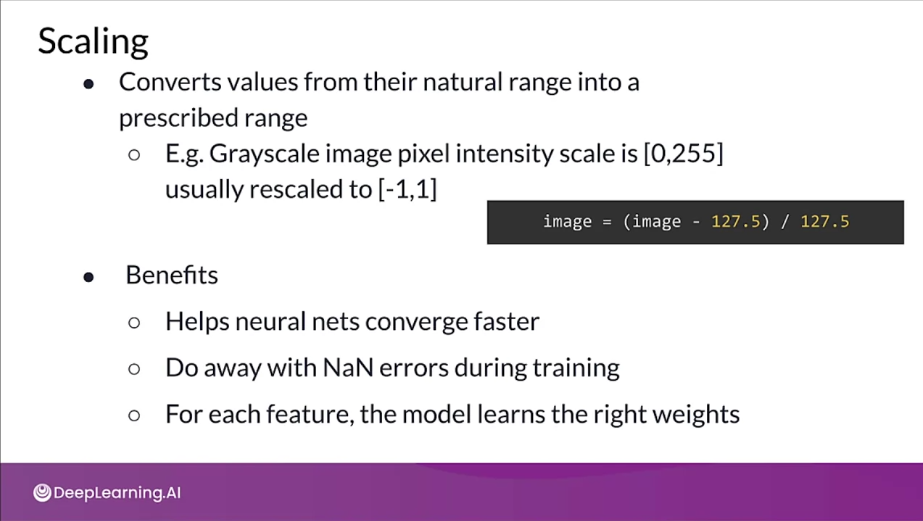 Scaling
● Converts values from their natural range into a
prescribed range
○ E.g. Grayscale image pixel intensity scale is [0,255]
usually rescaled to [-1,1]
image = (image - 127.5) / 127.5
● Benefits
○ Helps neural nets converge faster
○ Do away with NaN errors during training
○ For each feature, the model learns the right weights
DeepLearning.AI